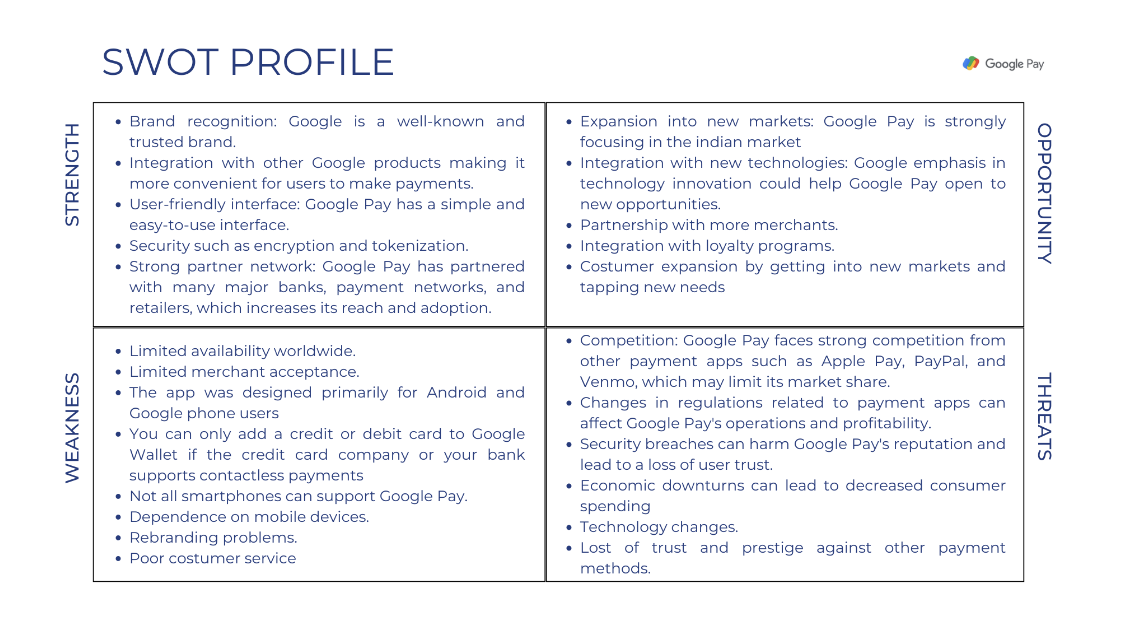 SWOT PROFILE
Google Pay
STRENGTH
• Brand recognition: Google is a well-known and
trusted brand.
• Integration with other Google products making it
more convenient for users to make payments.
• User-friendly interface: Google Pay has a simple and
easy-to-use interface.
• Security such as encryption and tokenization.
• Strong partner network: Google Pay has partnered
with many major banks, payment networks, and
retailers, which increases its reach and adoption.
OPPORTUNITY
• Expansion into new markets: Google Pay is strongly
focusing in the indian market
• Integration with new technologies: Google emphasis in
technology innovation could help Google Pay open to
new opportunities.
• Partnership with more merchants.
• Integration with loyalty programs.
• Costumer expansion by getting into new markets and
tapping new needs
WEAKNESS
• Limited availability worldwide.
• Limited merchant acceptance.
• The app was designed primarily for Android and
Google phone users
• You can only add a credit or debit card to Google
Wallet if the credit card company or your bank
supports contactless payments
• Not all smartphones can support Google Pay.
• Dependence on mobile devices.
• Rebranding problems.
• Poor costumer service
THREATS
• Competition: Google Pay faces strong competition from
other payment apps such as Apple Pay, PayPal, and
Venmo, which may limit its market share.
• Changes in regulations related to payment apps can
affect Google Pay's operations and profitability.
• Security breaches can harm Google Pay's reputation and
lead to a loss of user trust.
• Economic downturns can lead to decreased consumer
spending
• Technology changes.
• Lost of trust and prestige against other payment
methods.